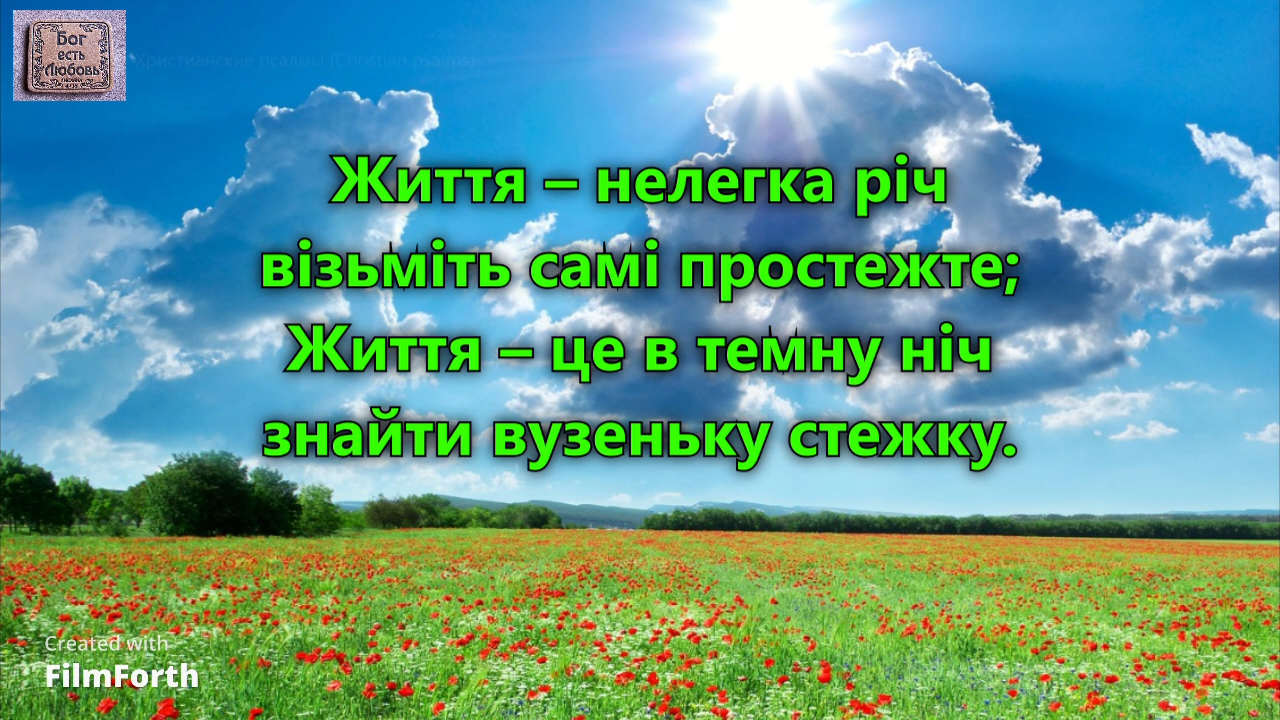 Бог
есть
Любовь
Христианские псалмы (Christian psalms)
Життя – нелегка річ
візьміть самі простежте;
Життя – це в темну ніч
знайти вузеньку стежку.
Created with
FilmForth